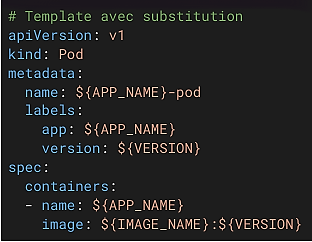 # Template avec substitution
apiVersion: v1
kind: Pod
metadata:
  name: ${APP_NAME}-pod
  labels:
    app: ${APP_NAME}
    version: ${VERSION}
spec:
  containers:
  - name: ${APP_NAME}
    image: ${IMAGE_NAME}:${VERSION}